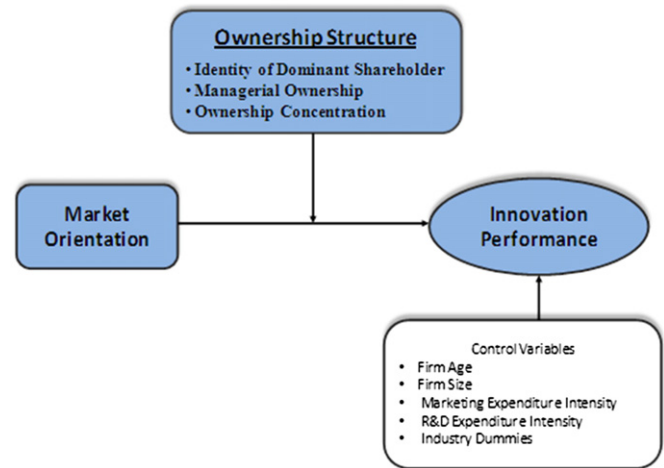 Ownership Structure
• Identity of Dominant Shareholder
• Managerial Ownership
• Ownership Concentration
Market
Orientation
Innovation
Performance
Control Variables
• Firm Age
• Firm Size
• Marketing Expenditure Intensity
• R&D Expenditure Intensity
• Industry Dummies